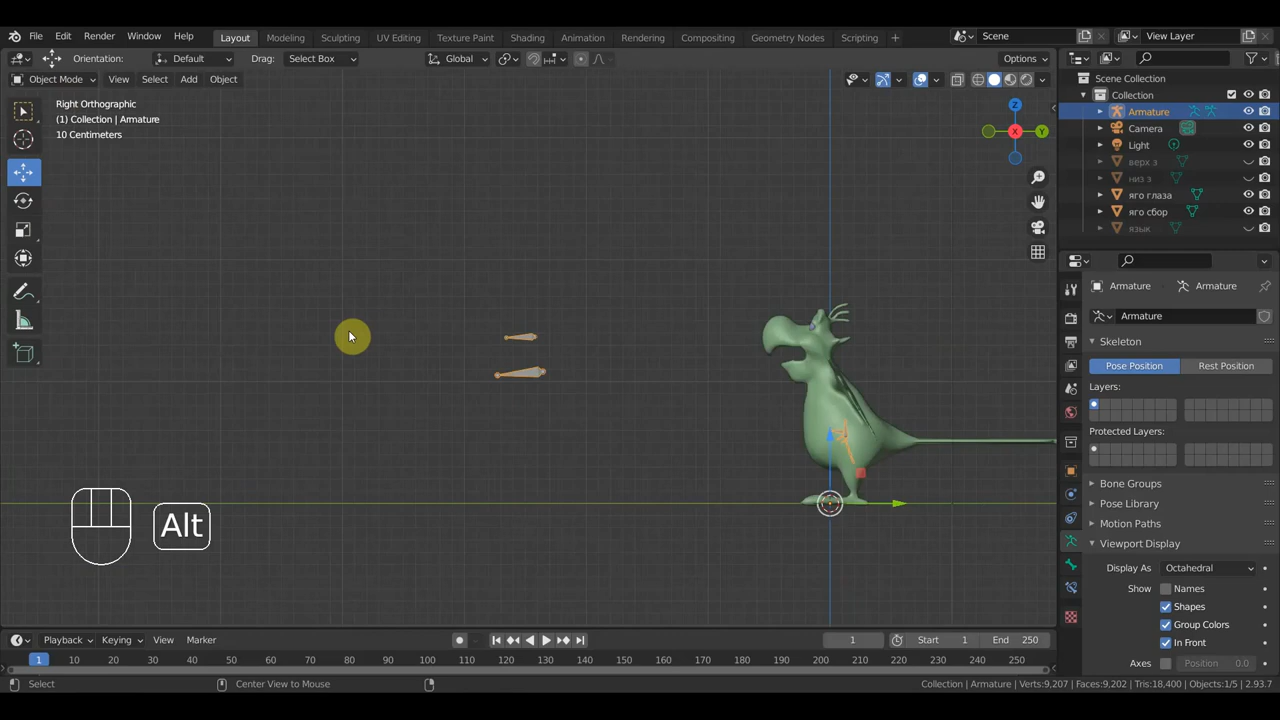 File Edit Render Window Help Layout Modeling Sculpting UV Editing Texture Paint Shading Animation Rendering Compositing Geometry Nodes Scripting + Scene View Layer
Orientation: Default Drag: Select Box Global Options
Object Mode View Select Add Object
Right Orthographic
(1) Collection | Armature
10 Centimeters
Z
X
Y
Alt
Scene Collection
Collection
Armature
Camera
Light
верх з
низ з
яго глаза
яго сбор
язык
Armature Armature
Armature
Skeleton
Pose Position Rest Position
Layers:
Protected Layers:
Bone Groups
Pose Library
Motion Paths
Viewport Display
Display As Octahedral
Show Names
Shapes
Group Colors
In Front
Axes Position 0.0
Playback Keying View Marker 1 Start 1 End 250
1 10 20 30 40 50 60 70 80 90 100 110 120 130 140 150 160 170 180 190 200 210 220 230 240 250
Select Center View to Mouse Collection | Armature | Verts:9,207 | Faces:9,202 | Tris:18,400 | Objects:1/5 | 2.93.7